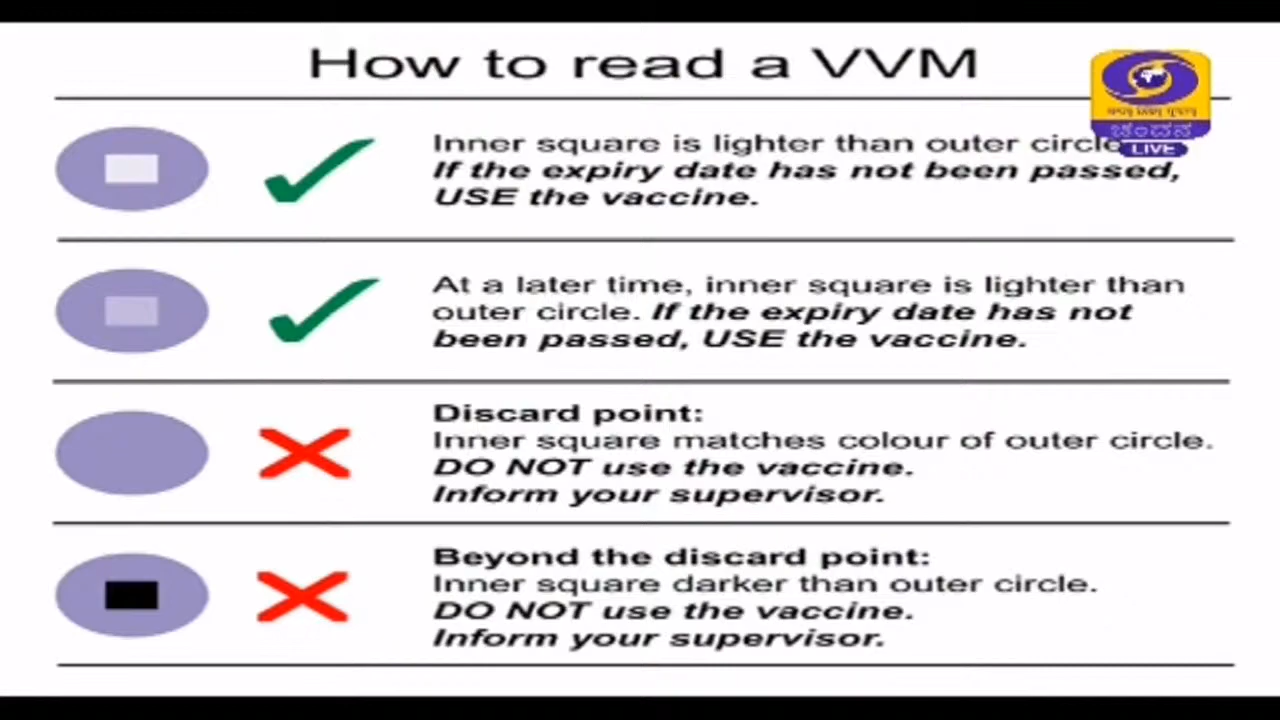 How to read a VVM
Inner square is lighter than outer circle
If the expiry date has not been passed,
USE the vaccine.
At a later time, inner square is lighter than
outer circle. If the expiry date has not
been passed, USE the vaccine.
Discard point:
Inner square matches colour of outer circle.
DO NOT use the vaccine.
Inform your supervisor.
Beyond the discard point:
Inner square darker than outer circle.
DO NOT use the vaccine.
Inform your supervisor.
ಚಂದನ
LIVE